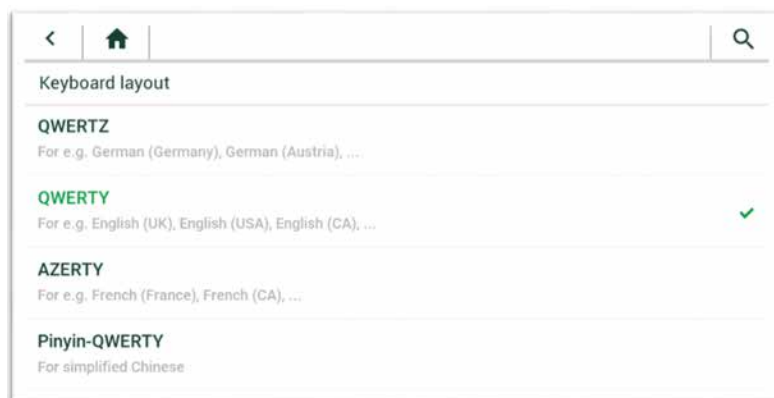 Keyboard layout
QWERTZ
For e.g. German (Germany), German (Austria), ...
QWERTY
For e.g. English (UK), English (USA), English (CA), ...
AZERTY
For e.g. French (France), French (CA), ...
Pinyin-QWERTY
For simplified Chinese